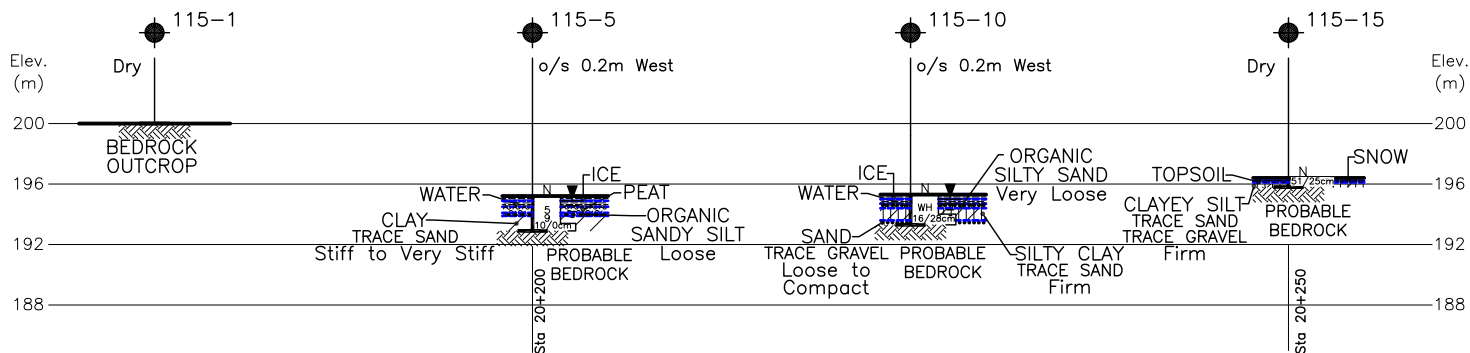 115-1
115-5
115-10
115-15
Elev.
(m)
Dry
o/s 0.2m West
o/s 0.2m West
Dry
Elev.
(m)
200
200
BEDROCK
OUTCROP
196
196
188
192
192
188
WATER
N
ICE
PEAT
5
9
10/0cm
CLAY
TRACE SAND
Stiff to Very Stiff
ORGANIC
SANDY SILT
Loose
PROBABLE
BEDROCK
Sta 20+200
ICE
WATER
N
ORGANIC
SILTY SAND
Very Loose
WH
16/28cm
SAND
TRACE GRAVEL
Loose to
Compact
PROBABLE
BEDROCK
SILTY CLAY
TRACE SAND
Firm
TOPSOIL
N
SNOW
51/25cm
CLAYEY SILT
TRACE SAND
TRACE GRAVEL
Firm
PROBABLE
BEDROCK
Sta 20+250